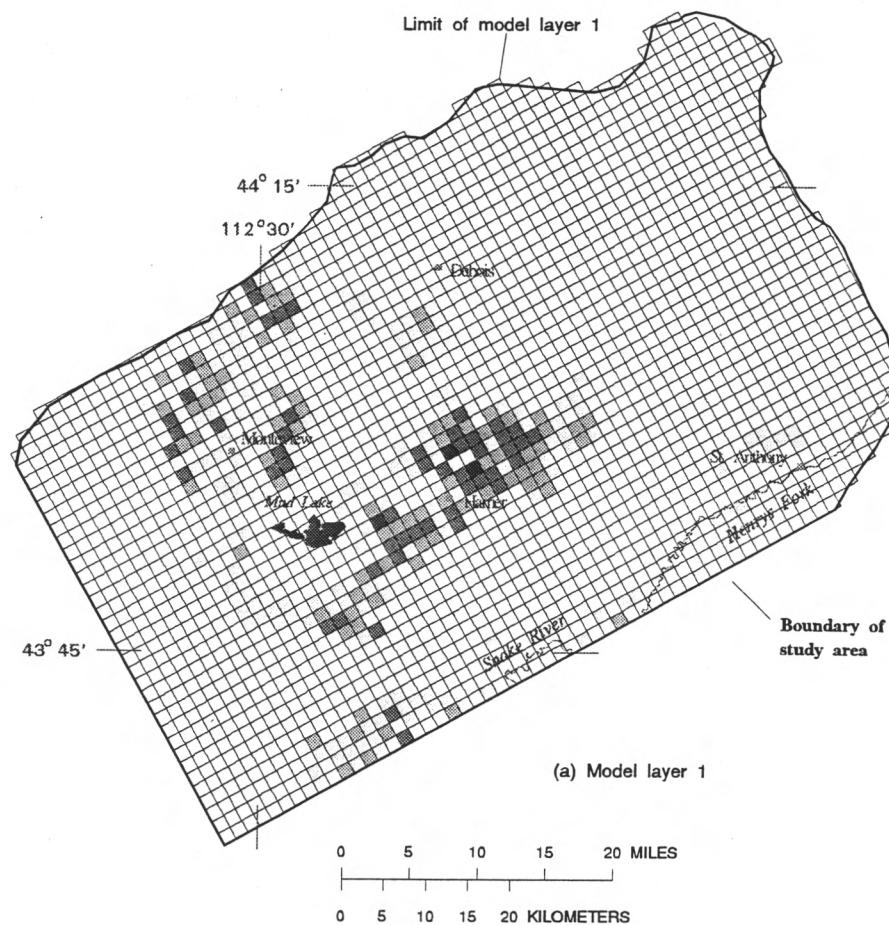 Limit of model layer 1
44° 15'
112°30'
Dubois
Monteview
St. Anthony
Mud Lake
Hamer
Henrys Fork
Snake River
Boundary of
study area
43° 45'
(a) Model layer 1
0 5 10 15 20 MILES
0 5 10 15 20 KILOMETERS